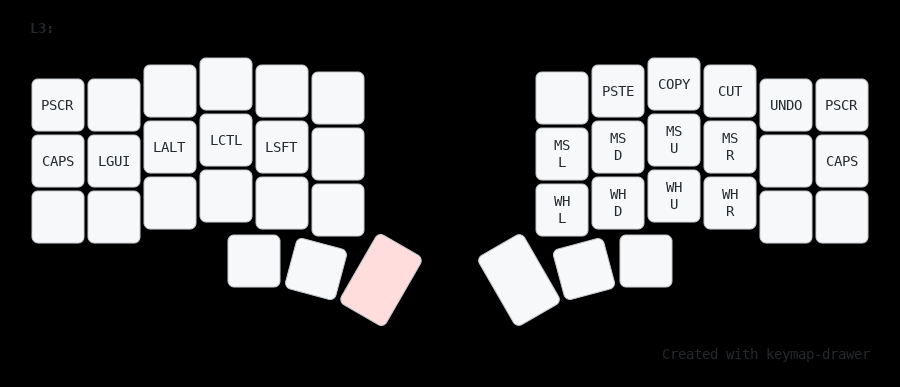 L3:
PSCR
PSTE COPY CUT UNDO PSCR
CAPS LGUI LALT LCTL LSFT
MS L
MS D
MS U
MS R
CAPS
WH L
WH D
WH U
WH R
Created with keymap-drawer